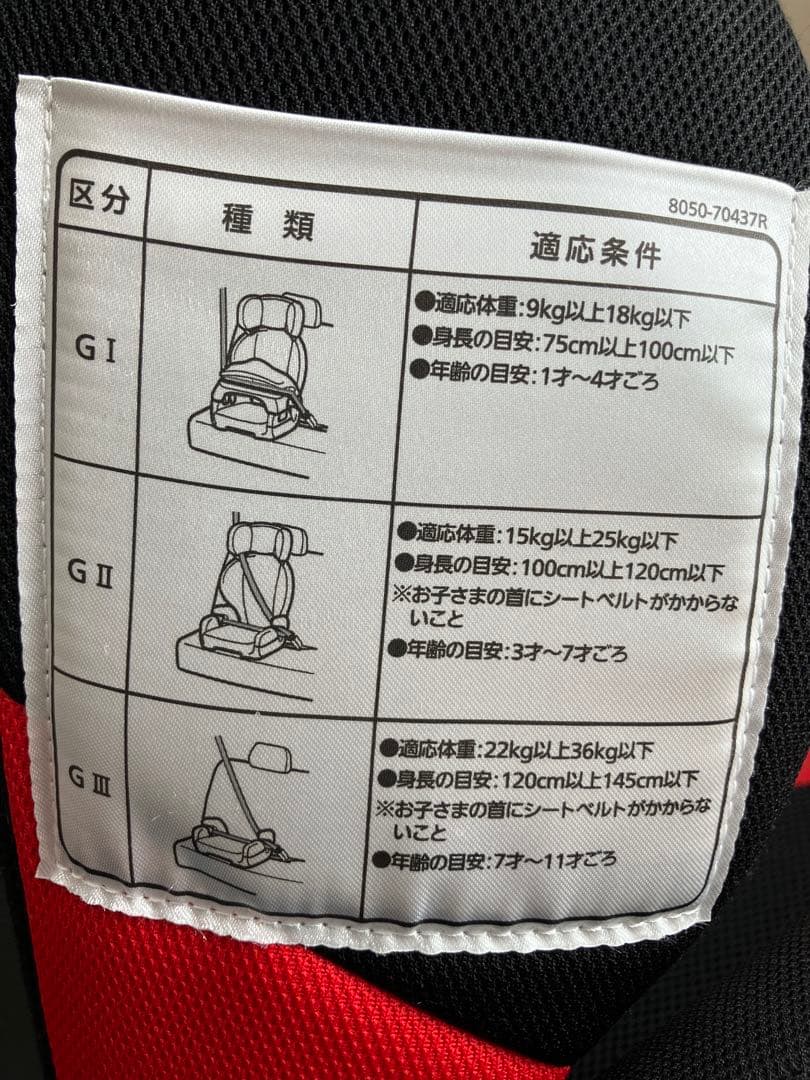 8050-70437R
区分
種類
適応条件
GⅠ
●適応体重:9kg以上18kg以下
●身長の目安:75cm以上100cm以下
●年齢の目安:1才〜4才ごろ
GⅡ
●適応体重:15kg以上25kg以下
●身長の目安:100cm以上120cm以下
※お子さまの首にシートベルトがかからな
いこと
●年齢の目安:3才〜7才ごろ
GⅢ
●適応体重:22kg以上36kg以下
●身長の目安:120cm以上145cm以下
※お子さまの首にシートベルトがかからな
いこと
●年齢の目安:7才〜11才ごろ